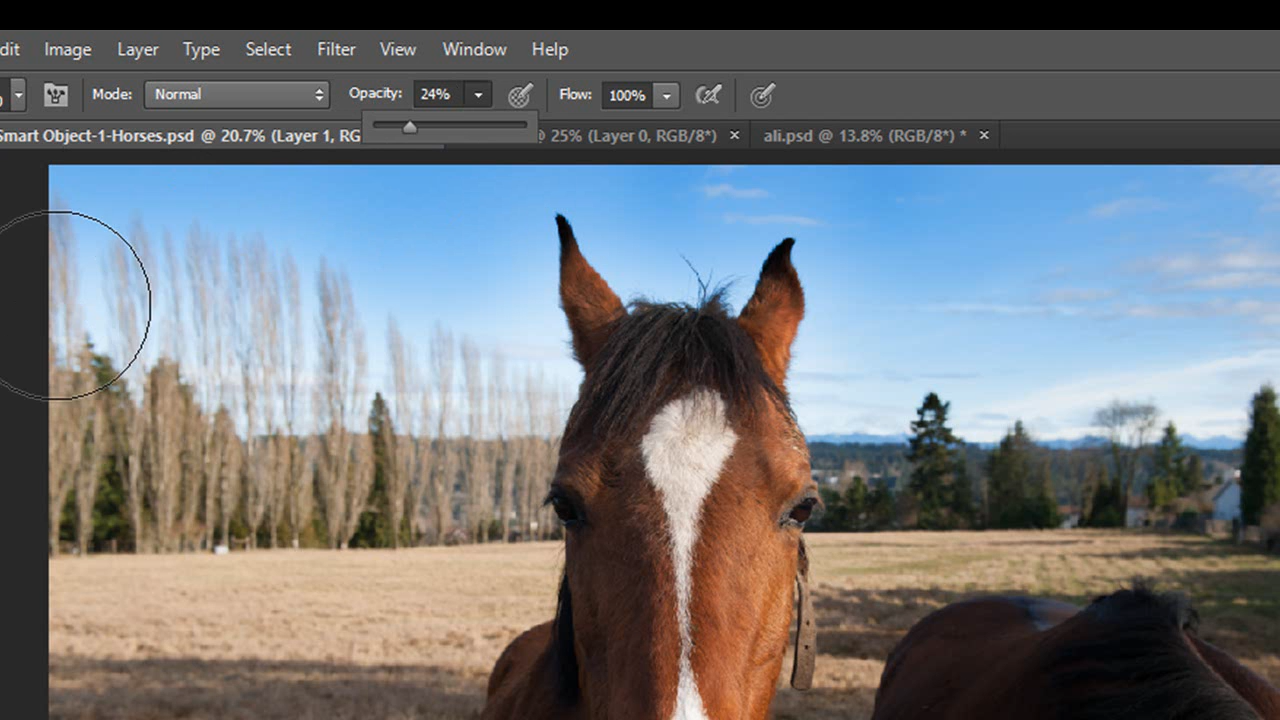 dit Image Layer Type Select Filter View Window Help
Mode: Normal Opacity: 24% Flow: 100%
Smart Object-1-Horses.psd @ 20.7% (Layer 1, RG @ 25% (Layer 0, RGB/8*) × ali.psd @ 13.8% (RGB/8*) * ×